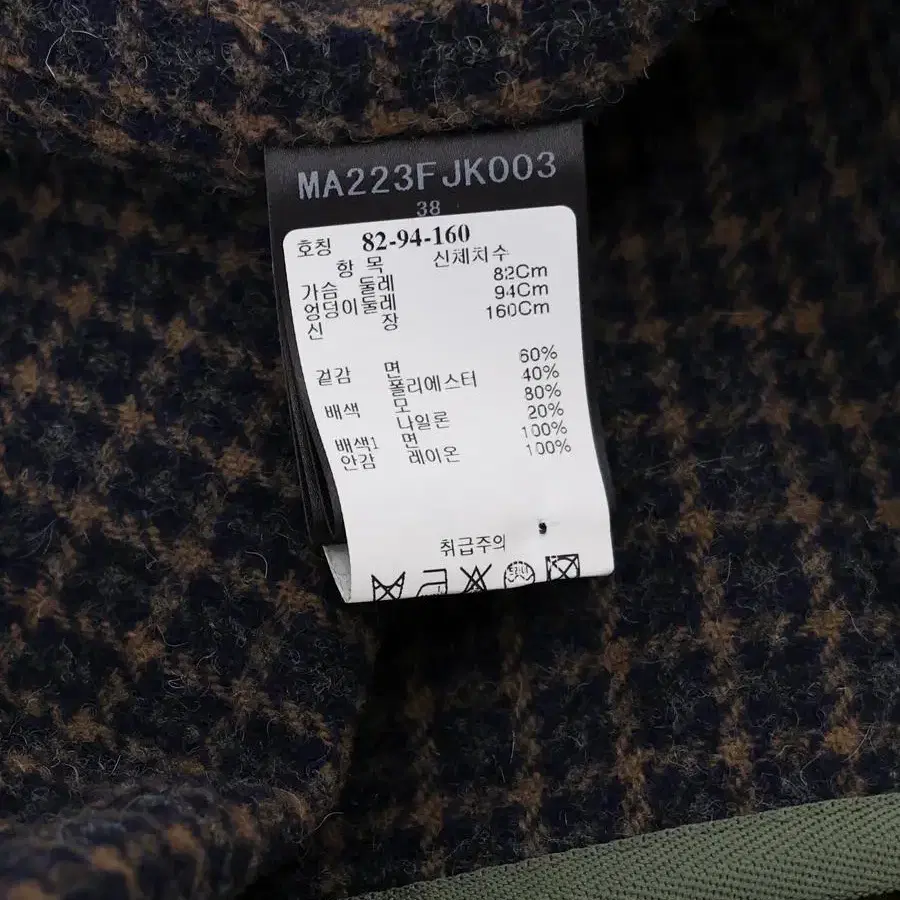 MA223FJK003
38
호칭 82-94-160
항 목 신체치수
가슴 둘레 82Cm
엉덩이둘레 94Cm
신 장 160Cm
겉감 면 60%
폴리에스터 40%
배색 모 80%
나일론 20%
배색1 면 100%
안감 레이온 100%
취급주의